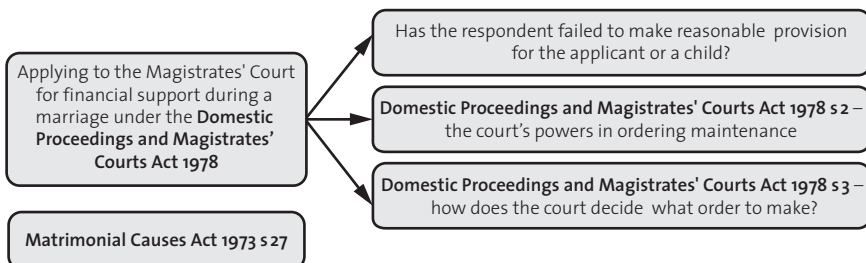 Applying to the Magistrates' Court
for financial support during a
marriage under the Domestic
Proceedings and Magistrates’
Courts Act 1978
Has the respondent failed to make reasonable provision
for the applicant or a child?
Domestic Proceedings and Magistrates' Courts Act 1978 s2 –
the court’s powers in ordering maintenance
Domestic Proceedings and Magistrates' Courts Act 1978 s3 –
how does the court decide what order to make?
Matrimonial Causes Act 1973 s27